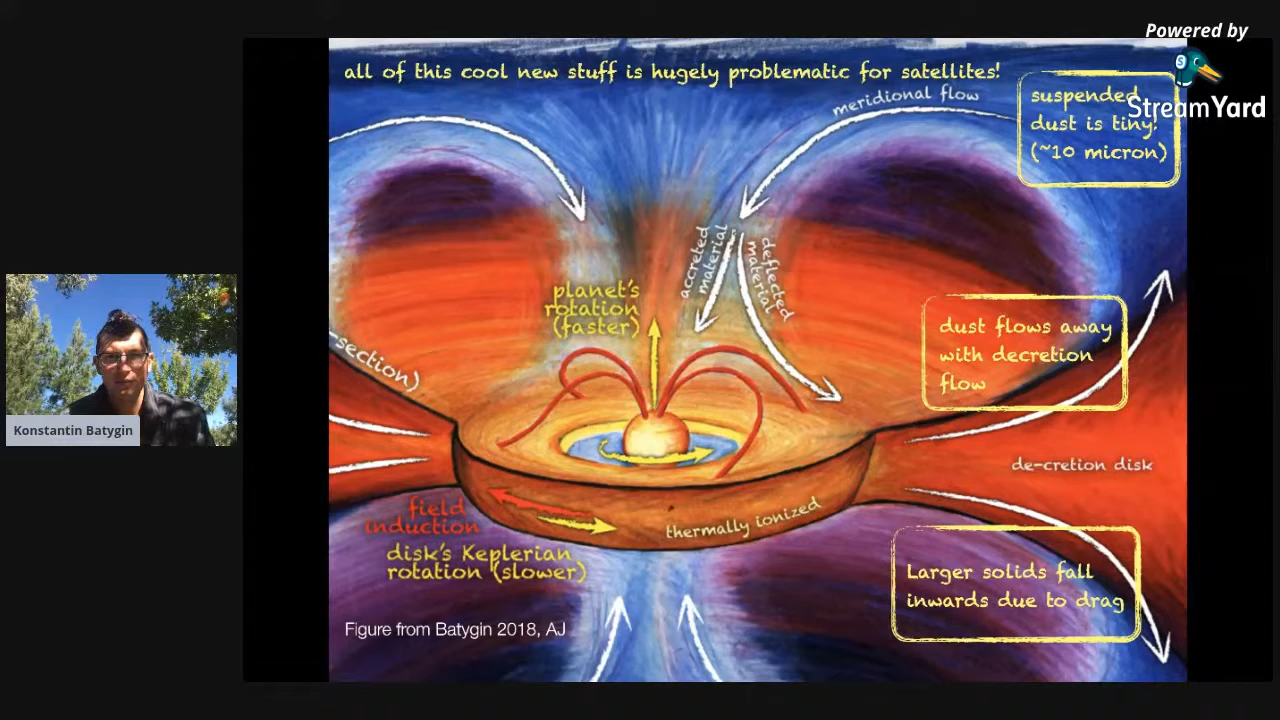 Powered by
StreamYard
all of this cool new stuff is hugely problematic for satellites!
meridional flow
suspended
dust is tiny!
(~10 micron)
accreted
material
deflected
material
planet's
rotation
(faster)
section)
dust flows away
with decretion
flow
Konstantin Batygin
de-cretion disk
field
induction
thermally ionized
disk's Keplerian
rotation (slower)
Larger solids fall
inwards due to drag
Figure from Batygin 2018, AJ